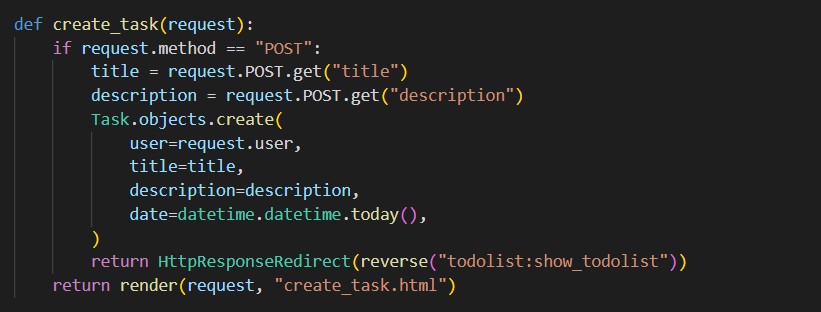 def create_task(request):
    if request.method == "POST":
        title = request.POST.get("title")
        description = request.POST.get("description")
        Task.objects.create(
            user=request.user,
            title=title,
            description=description,
            date=datetime.datetime.today(),
        )
        return HttpResponseRedirect(reverse("todolist:show_todolist"))
    return render(request, "create_task.html")